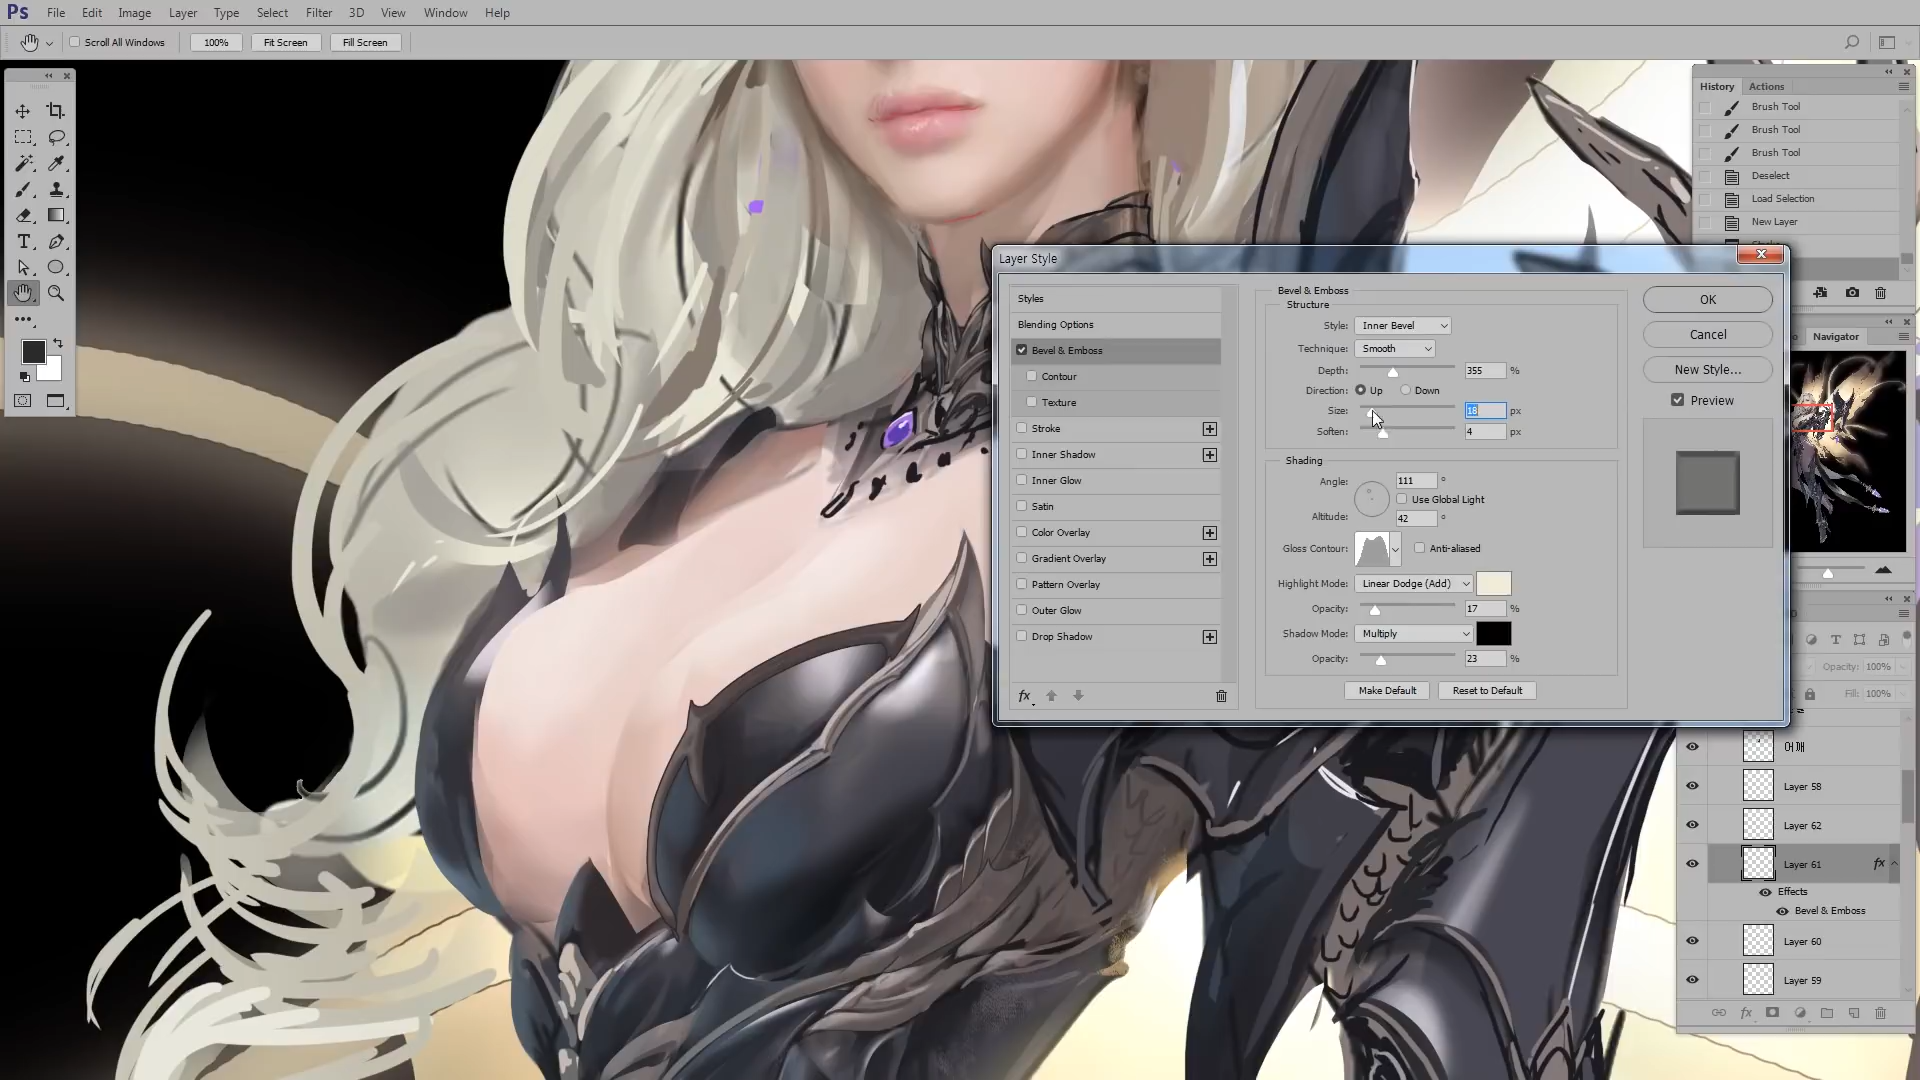 Ps File Edit Image Layer Type Select Filter 3D View Window Help
Scroll All Windows 100% Fit Screen Fill Screen
History Actions
Brush Tool
Brush Tool
Brush Tool
Deselect
Load Selection
New Layer
Layer Style
Styles
Blending Options
Bevel & Emboss
Contour
Texture
Stroke
Inner Shadow
Inner Glow
Satin
Color Overlay
Gradient Overlay
Pattern Overlay
Outer Glow
Drop Shadow
fx
Bevel & Emboss
Structure
Style: Inner Bevel
Technique: Smooth
Depth: 355 %
Direction: Up Down
Size: 18 px
Soften: 4 px
Shading
Angle: 111 °
Use Global Light
Altitude: 42 °
Gloss Contour: Anti-aliased
Highlight Mode: Linear Dodge (Add)
Opacity: 17 %
Shadow Mode: Multiply
Opacity: 23 %
Make Default Reset to Default
OK
Cancel
New Style...
Preview
Navigator
Opacity: 100%
Fill: 100%
어깨
Layer 58
Layer 62
Layer 61 fx
Effects
Bevel & Emboss
Layer 60
Layer 59
fx